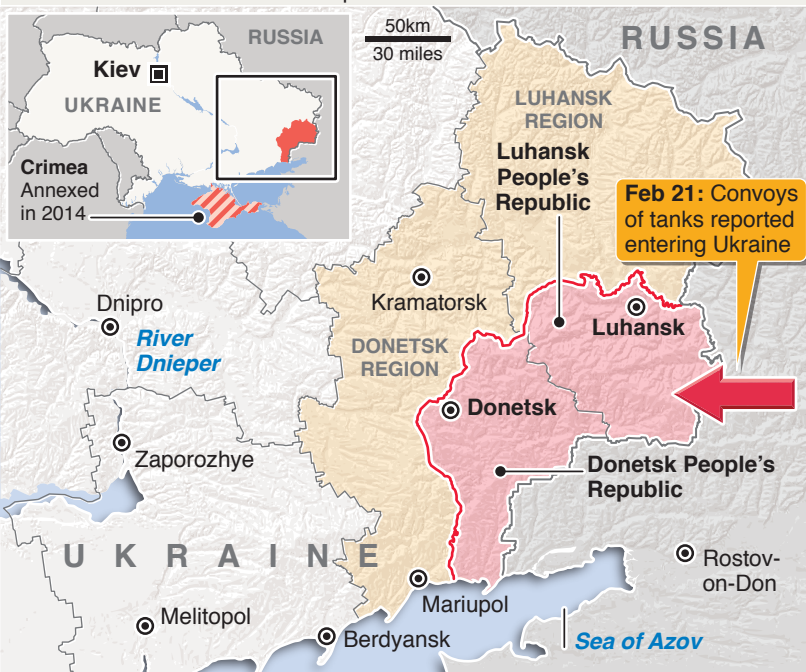 50km
30 miles
RUSSIA
RUSSIA
Kiev
UKRAINE
Crimea
Annexed
in 2014
LUHANSK
REGION
Luhansk
People's
Republic
Feb 21: Convoys
of tanks reported
entering Ukraine
Kramatorsk
Dnipro
River
Dnieper
Luhansk
DONETSK
REGION
Donetsk
Zaporozhye
Donetsk People's
Republic
UKRAINE
Rostov-
on-Don
Mariupol
Melitopol
Berdyansk
Sea of Azov